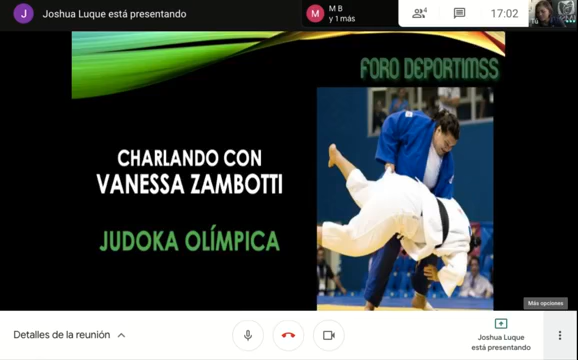 J Joshua Luque está presentando
M M B
y 1 más
4
17:02
Tú
FORO DEPORTIMSS
CHARLANDO CON
VANESSA ZAMBOTTI
JUDOKA OLÍMPICA
Más opciones
Detalles de la reunión
Joshua Luque
está presentando